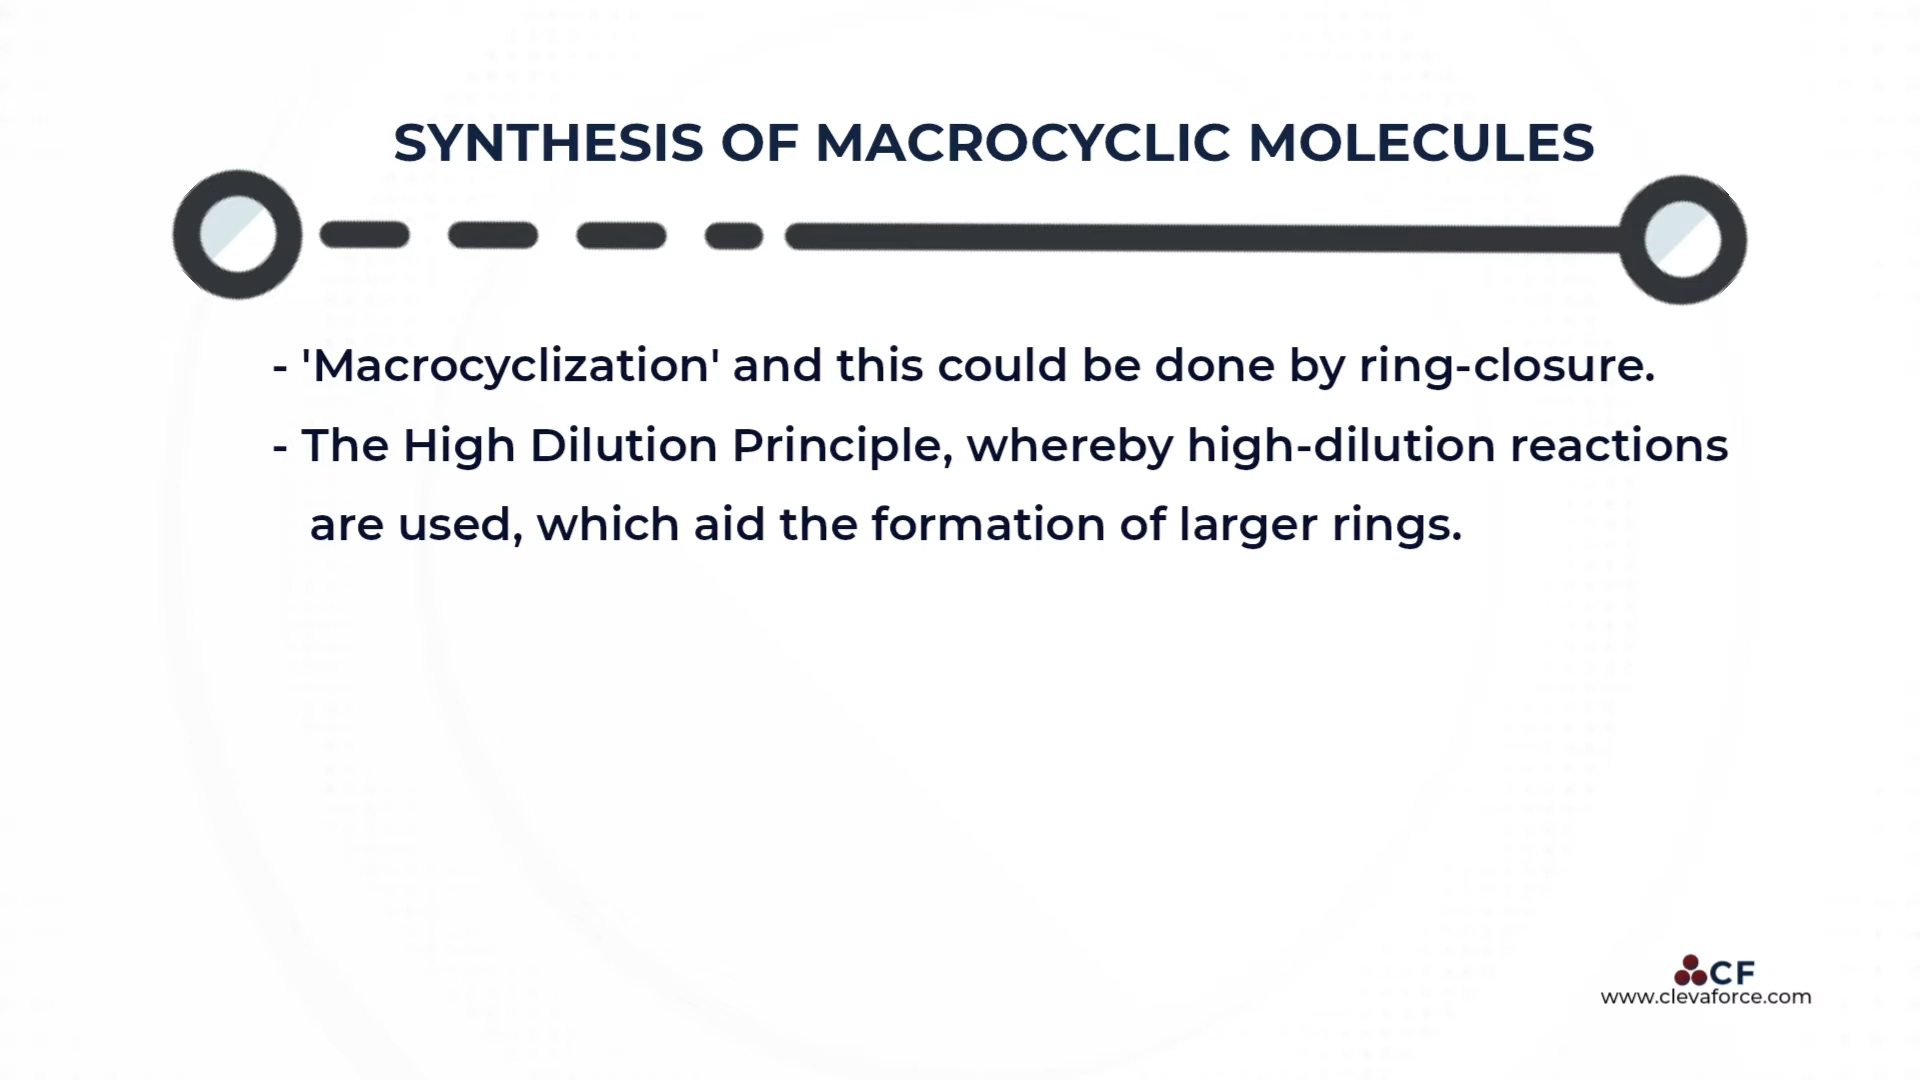 SYNTHESIS OF MACROCYCLIC MOLECULES
- 'Macrocyclization' and this could be done by ring-closure.
- The High Dilution Principle, whereby high-dilution reactions
are used, which aid the formation of larger rings.
CF
www.clevaforce.com